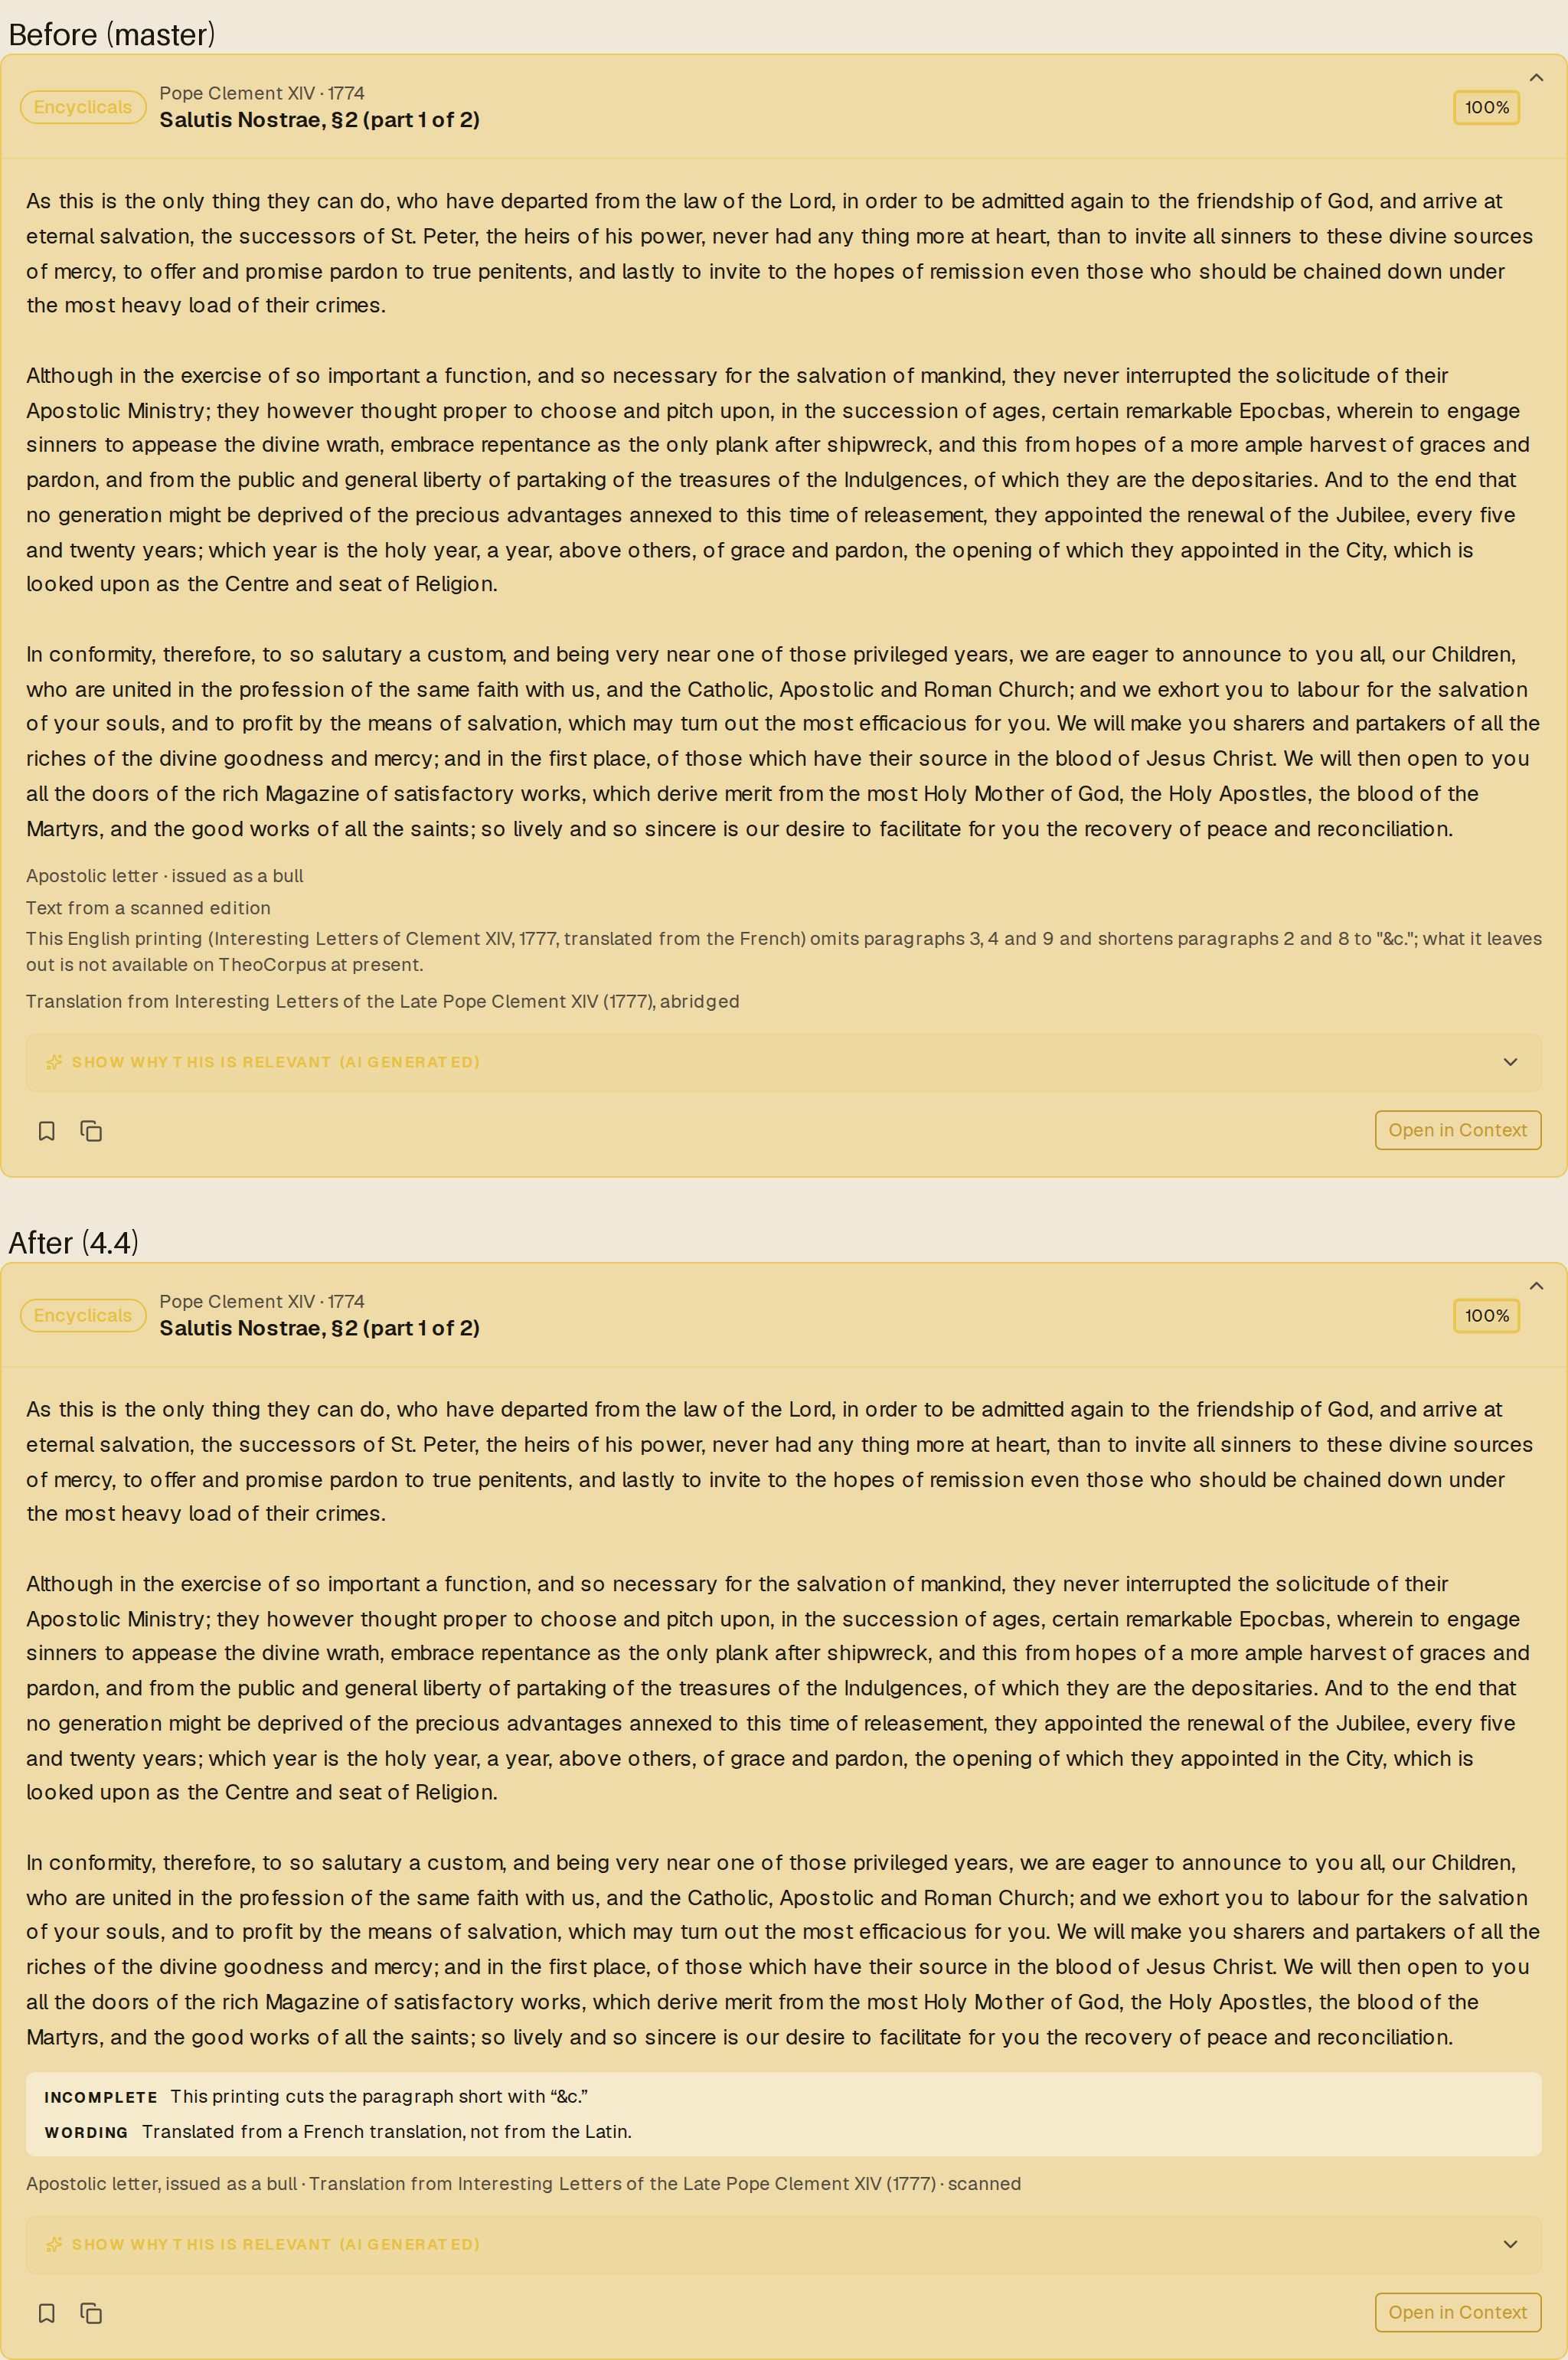 Before (master)
Encyclicals
Pope Clement XIV · 1774
Salutis Nostrae, §2 (part 1 of 2)
100%
As this is the only thing they can do, who have departed from the law of the Lord, in order to be admitted again to the friendship of God, and arrive at
eternal salvation, the successors of St. Peter, the heirs of his power, never had any thing more at heart, than to invite all sinners to these divine sources
of mercy, to offer and promise pardon to true penitents, and lastly to invite to the hopes of remission even those who should be chained down under
the most heavy load of their crimes.
Although in the exercise of so important a function, and so necessary for the salvation of mankind, they never interrupted the solicitude of their
Apostolic Ministry; they however thought proper to choose and pitch upon, in the succession of ages, certain remarkable Epocbas, wherein to engage
sinners to appease the divine wrath, embrace repentance as the only plank after shipwreck, and this from hopes of a more ample harvest of graces and
pardon, and from the public and general liberty of partaking of the treasures of the Indulgences, of which they are the depositaries. And to the end that
no generation might be deprived of the precious advantages annexed to this time of releasement, they appointed the renewal of the Jubilee, every five
and twenty years; which year is the holy year, a year, above others, of grace and pardon, the opening of which they appointed in the City, which is
looked upon as the Centre and seat of Religion.
In conformity, therefore, to so salutary a custom, and being very near one of those privileged years, we are eager to announce to you all, our Children,
who are united in the profession of the same faith with us, and the Catholic, Apostolic and Roman Church; and we exhort you to labour for the salvation
of your souls, and to profit by the means of salvation, which may turn out the most efficacious for you. We will make you sharers and partakers of all the
riches of the divine goodness and mercy; and in the first place, of those which have their source in the blood of Jesus Christ. We will then open to you
all the doors of the rich Magazine of satisfactory works, which derive merit from the most Holy Mother of God, the Holy Apostles, the blood of the
Martyrs, and the good works of all the saints; so lively and so sincere is our desire to facilitate for you the recovery of peace and reconciliation.
Apostolic letter · issued as a bull
Text from a scanned edition
This English printing (Interesting Letters of Clement XIV, 1777, translated from the French) omits paragraphs 3, 4 and 9 and shortens paragraphs 2 and 8 to "&c."; what it leaves
out is not available on TheoCorpus at present.
Translation from Interesting Letters of the Late Pope Clement XIV (1777), abridged
SHOW WHY THIS IS RELEVANT (AI GENERATED)
Open in Context
After (4.4)
Encyclicals
Pope Clement XIV · 1774
Salutis Nostrae, §2 (part 1 of 2)
100%
As this is the only thing they can do, who have departed from the law of the Lord, in order to be admitted again to the friendship of God, and arrive at
eternal salvation, the successors of St. Peter, the heirs of his power, never had any thing more at heart, than to invite all sinners to these divine sources
of mercy, to offer and promise pardon to true penitents, and lastly to invite to the hopes of remission even those who should be chained down under
the most heavy load of their crimes.
Although in the exercise of so important a function, and so necessary for the salvation of mankind, they never interrupted the solicitude of their
Apostolic Ministry; they however thought proper to choose and pitch upon, in the succession of ages, certain remarkable Epocbas, wherein to engage
sinners to appease the divine wrath, embrace repentance as the only plank after shipwreck, and this from hopes of a more ample harvest of graces and
pardon, and from the public and general liberty of partaking of the treasures of the Indulgences, of which they are the depositaries. And to the end that
no generation might be deprived of the precious advantages annexed to this time of releasement, they appointed the renewal of the Jubilee, every five
and twenty years; which year is the holy year, a year, above others, of grace and pardon, the opening of which they appointed in the City, which is
looked upon as the Centre and seat of Religion.
In conformity, therefore, to so salutary a custom, and being very near one of those privileged years, we are eager to announce to you all, our Children,
who are united in the profession of the same faith with us, and the Catholic, Apostolic and Roman Church; and we exhort you to labour for the salvation
of your souls, and to profit by the means of salvation, which may turn out the most efficacious for you. We will make you sharers and partakers of all the
riches of the divine goodness and mercy; and in the first place, of those which have their source in the blood of Jesus Christ. We will then open to you
all the doors of the rich Magazine of satisfactory works, which derive merit from the most Holy Mother of God, the Holy Apostles, the blood of the
Martyrs, and the good works of all the saints; so lively and so sincere is our desire to facilitate for you the recovery of peace and reconciliation.
INCOMPLETE This printing cuts the paragraph short with “&c.”
WORDING Translated from a French translation, not from the Latin.
Apostolic letter, issued as a bull · Translation from Interesting Letters of the Late Pope Clement XIV (1777) · scanned
SHOW WHY THIS IS RELEVANT (AI GENERATED)
Open in Context